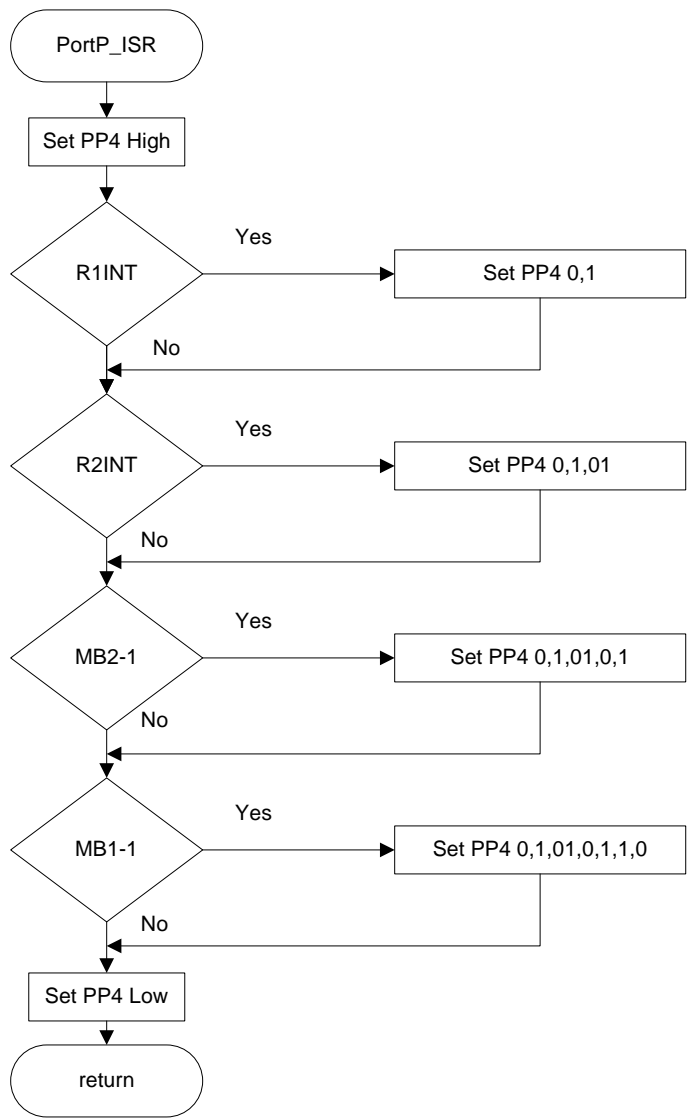 PortP_ISR
Set PP4 High
Yes
R1INT
Set PP4 0,1
No
Yes
R2INT
Set PP4 0,1,01
No
Yes
MB2-1
Set PP4 0,1,01,0,1
No
Yes
MB1-1
Set PP4 0,1,01,0,1,1,0
No
Set PP4 Low
return